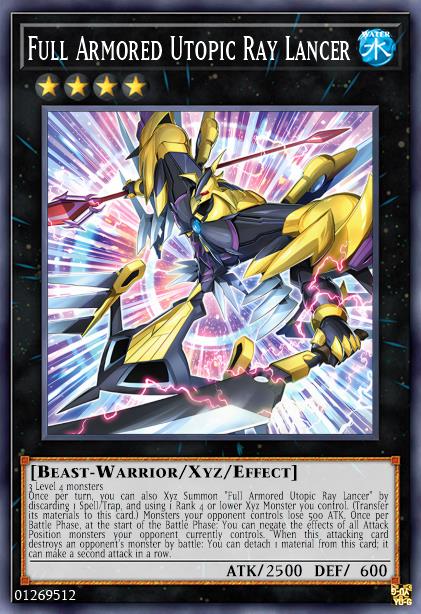 FULL ARMORED UTOPIC RAY LANCER
WATER
水
[BEAST-WARRIOR/XYZ/EFFECT]
3 Level 4 monsters
Once per turn, you can also Xyz Summon "Full Armored Utopic Ray Lancer" by
discarding 1 Spell/Trap, and using 1 Rank 4 or lower Xyz Monster you control. (Transfer
its materials to this card.) Monsters your opponent controls lose 500 ATK. Once per
Battle Phase, at the start of the Battle Phase: You can negate the effects of all Attack
Position monsters your opponent currently controls. "When this attacking card
destroys an opponent's monster by battle: You can detach 1 material from this card; it
can make a second attack in a row.
ATK/2500 DEF/ 600
01269512